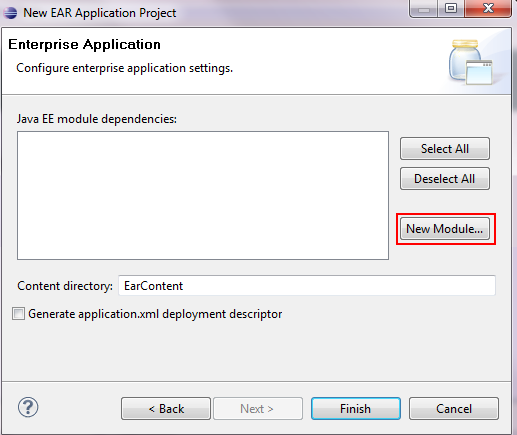 New EAR Application Project
Enterprise Application
Configure enterprise application settings.
Java EE module dependencies:
Select All
Deselect All
New Module...
Content directory: EarContent
Generate application.xml deployment descriptor
?
< Back Next > Finish Cancel